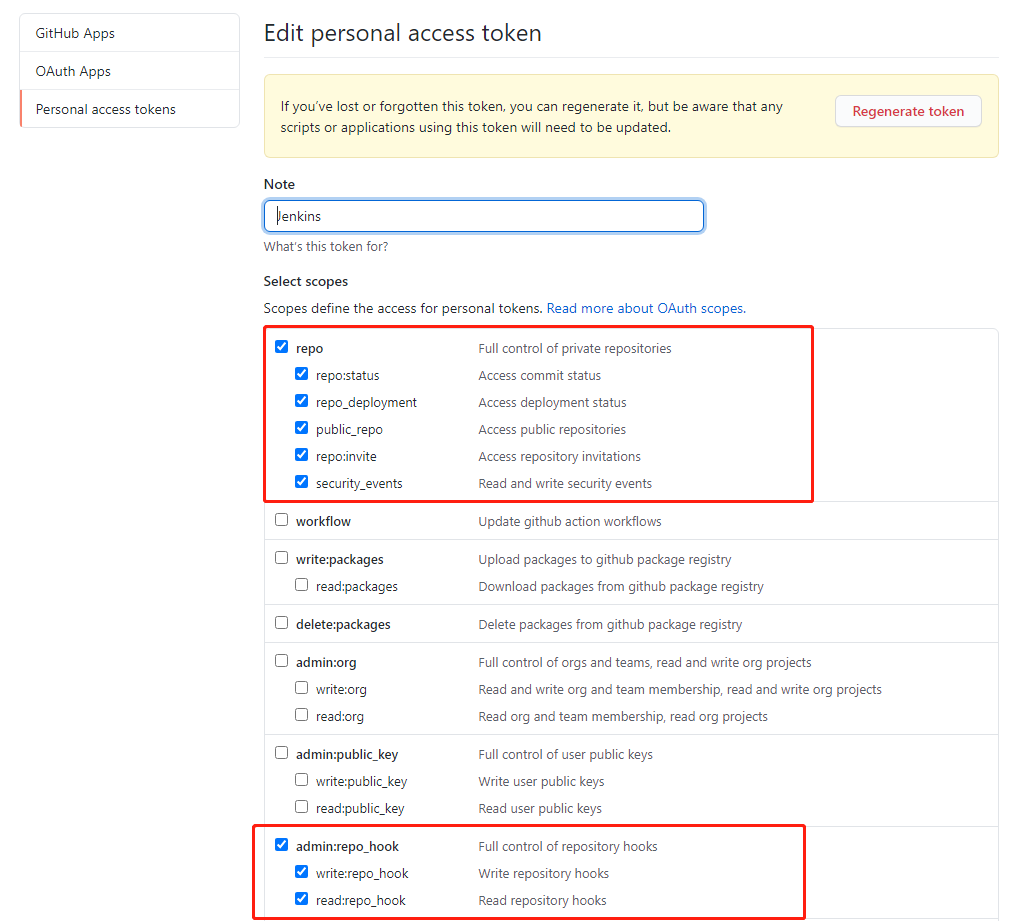 GitHub Apps
OAuth Apps
Personal access tokens
Edit personal access token
If you've lost or forgotten this token, you can regenerate it, but be aware that any
scripts or applications using this token will need to be updated.
Regenerate token
Note
Jenkins
What's this token for?
Select scopes
Scopes define the access for personal tokens. Read more about OAuth scopes.
repo Full control of private repositories
repo:status Access commit status
repo_deployment Access deployment status
public_repo Access public repositories
repo:invite Access repository invitations
security_events Read and write security events
workflow Update github action workflows
write:packages Upload packages to github package registry
read:packages Download packages from github package registry
delete:packages Delete packages from github package registry
admin:org Full control of orgs and teams, read and write org projects
write:org Read and write org and team membership, read and write org projects
read:org Read org and team membership, read org projects
admin:public_key Full control of user public keys
write:public_key Write user public keys
read:public_key Read user public keys
admin:repo_hook Full control of repository hooks
write:repo_hook Write repository hooks
read:repo_hook Read repository hooks